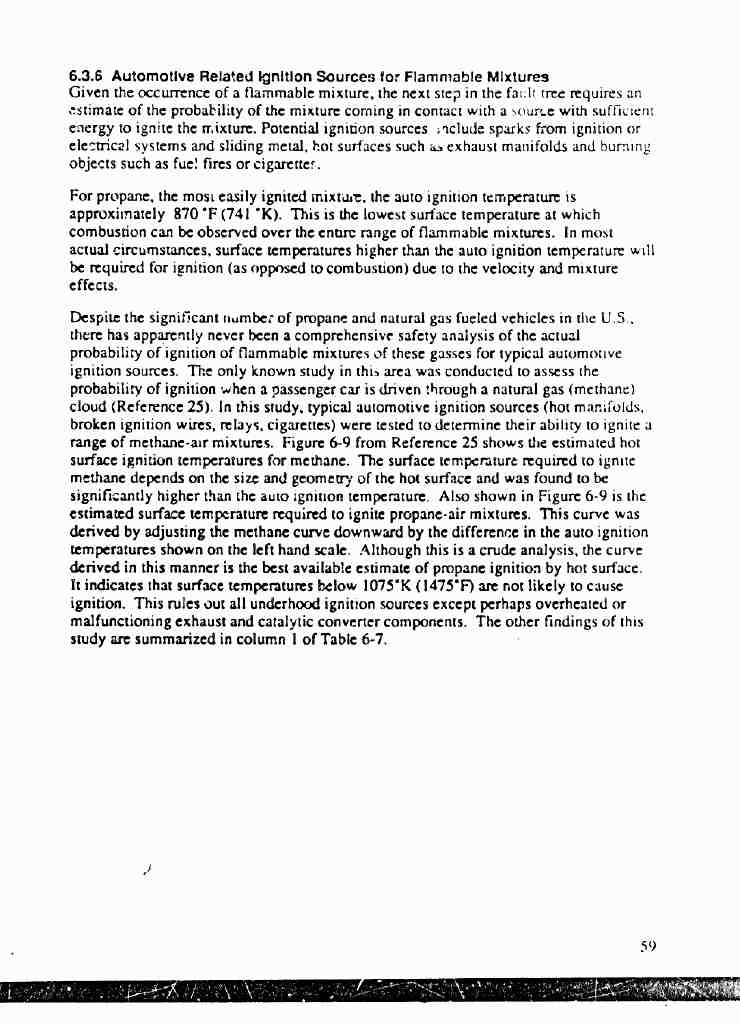 6.3.6 Automotive Related Ignition Sources for Flammable Mixtures
Given the occurrence of a flammable mixture, the next step in the fault tree requires an
estimate of the probability of the mixture coming in contact with a source with sufficient
energy to ignite the mixture. Potential ignition sources include sparks from ignition or
electrical systems and sliding metal, hot surfaces such as exhaust manifolds and burning
objects such as fuel fires or cigarettes.

For propane, the most easily ignited mixture, the auto ignition temperature is
approximately 870 °F (741 °K). This is the lowest surface temperature at which
combustion can be observed over the entire range of flammable mixtures. In most
actual circumstances, surface temperatures higher than the auto ignition temperature will
be required for ignition (as opposed to combustion) due to the velocity and mixture
effects.

Despite the significant number of propane and natural gas fueled vehicles in the U.S.,
there has apparently never been a comprehensive safety analysis of the actual
probability of ignition of flammable mixtures of these gasses for typical automotive
ignition sources. The only known study in this area was conducted to assess the
probability of ignition when a passenger car is driven through a natural gas (methane)
cloud (Reference 25). In this study, typical automotive ignition sources (hot manifolds,
broken ignition wires, relays, cigarettes) were tested to determine their ability to ignite a
range of methane-air mixtures. Figure 6-9 from Reference 25 shows the estimated hot
surface ignition temperatures for methane. The surface temperature required to ignite
methane depends on the size and geometry of the hot surface and was found to be
significantly higher than the auto ignition temperature. Also shown in Figure 6-9 is the
estimated surface temperature required to ignite propane-air mixtures. This curve was
derived by adjusting the methane curve downward by the difference in the auto ignition
temperatures shown on the left hand scale. Although this is a crude analysis, the curve
derived in this manner is the best available estimate of propane ignition by hot surface.
It indicates that surface temperatures below 1075°K (1475°F) are not likely to cause
ignition. This rules out all underhood ignition sources except perhaps overheated or
malfunctioning exhaust and catalytic converter components. The other findings of this
study are summarized in column 1 of Table 6-7.

59